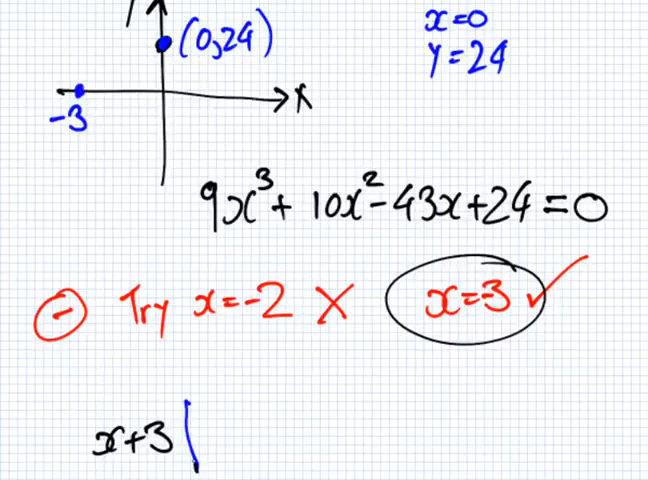 (0,24)
x=0
y=24
-3
x
9x³+ 10x²-43x+24=0
- Try x=-2 X x=-3 ✓
x+3